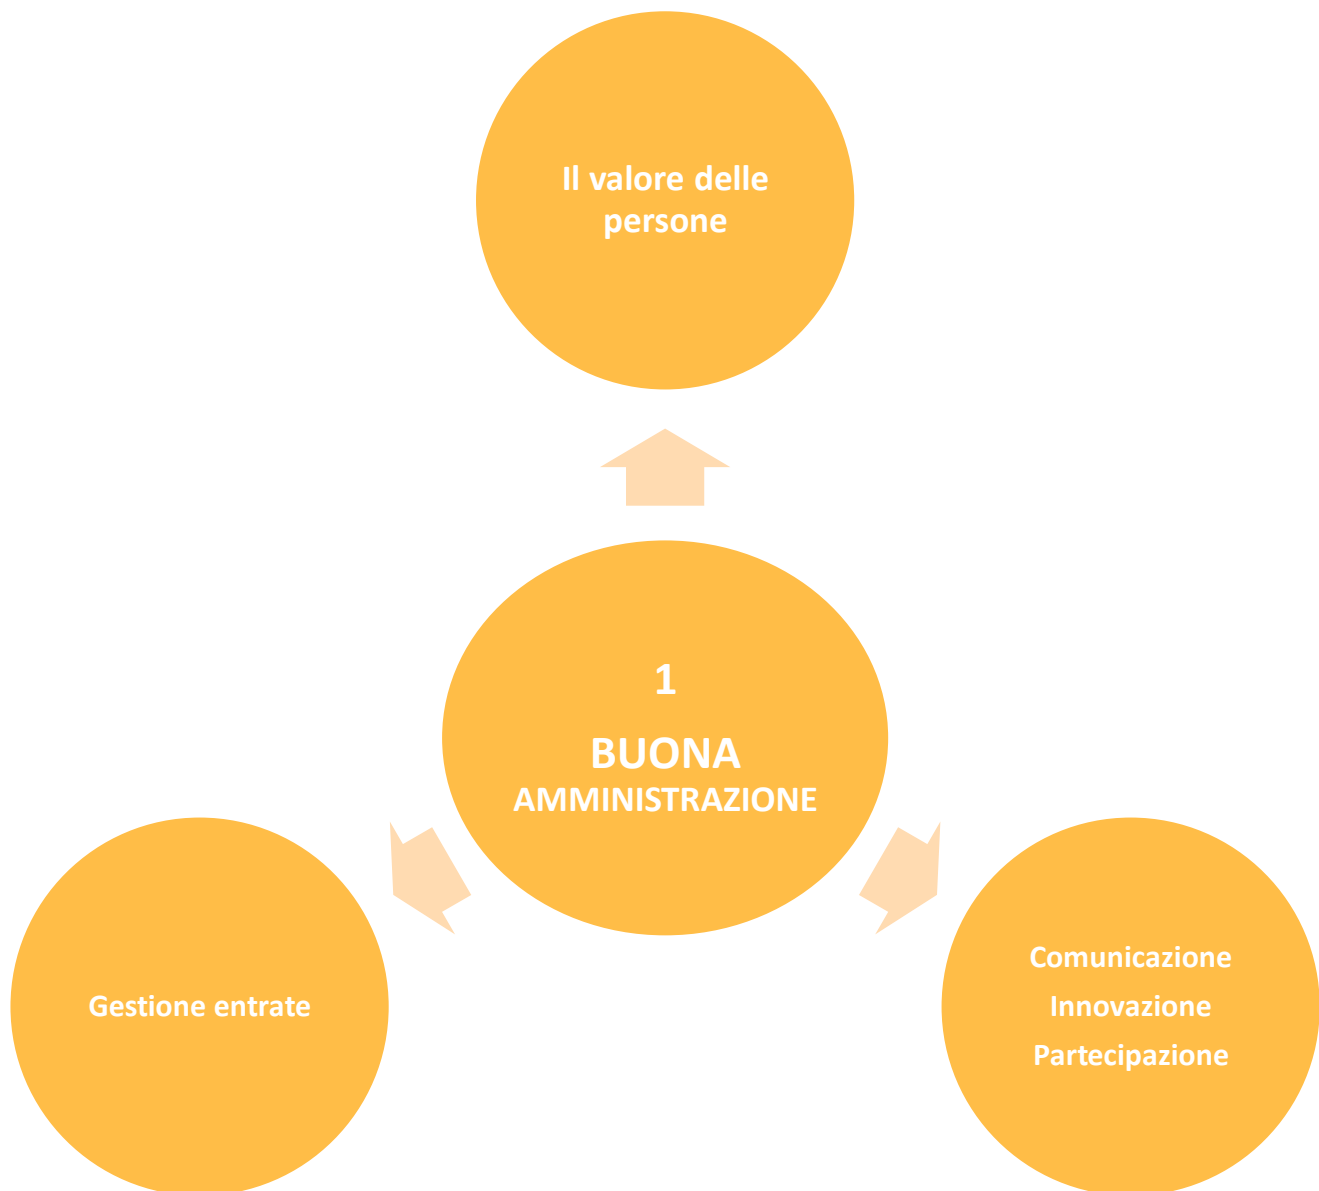 Il valore delle
persone
1
BUONA
AMMINISTRAZIONE
Gestione entrate
Comunicazione
Innovazione
Partecipazione